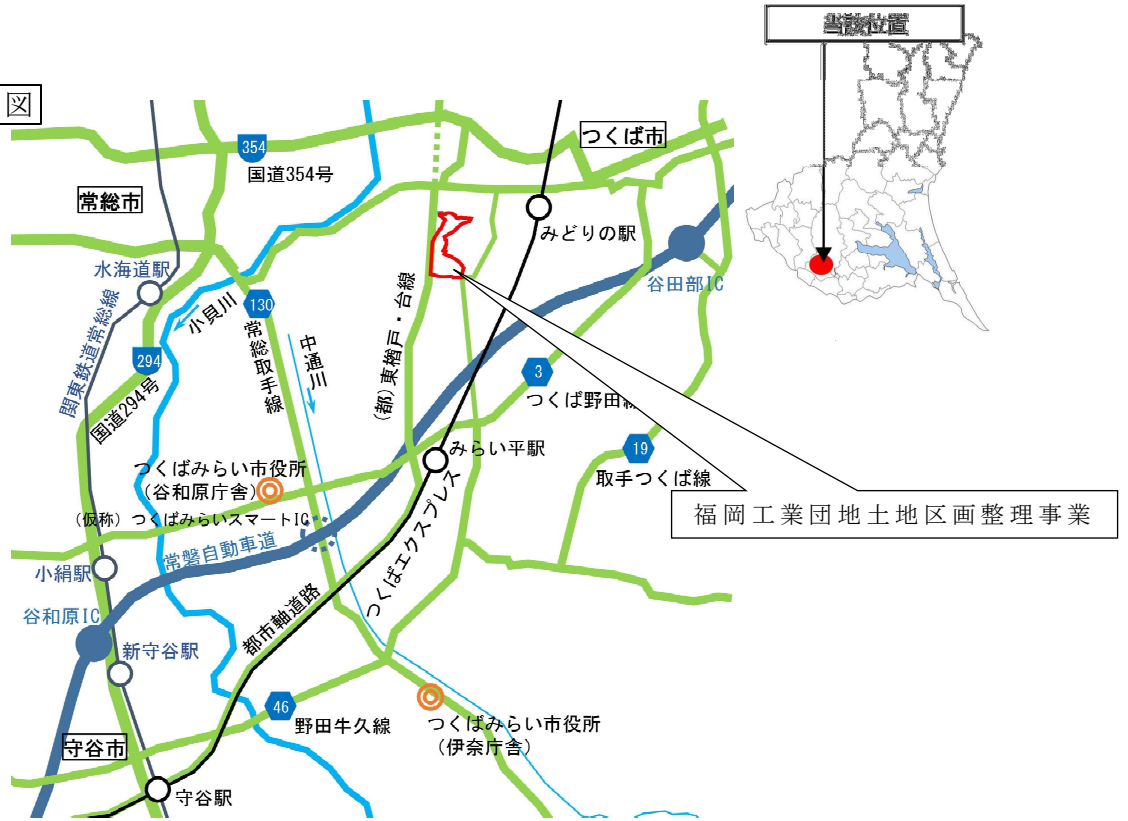 当該位置
図
354
国道354号
つくば市
常総市
みどりの駅
水海道駅
谷田部IC
小貝川
130
常総取手線
中通川
(都)東楢戸・台線
関東鉄道常総線
294
国道294号
3
つくば野田線
みらい平駅
19
取手つくば線
つくばみらい市役所
(谷和原庁舎)
(仮称)つくばみらいスマートIC
福岡工業団地土地区画整理事業
常磐自動車道
つくばエクスプレス
小絹駅
谷和原IC
都市軸道路
新守谷駅
46
野田牛久線
つくばみらい市役所
(伊奈庁舎)
守谷市
守谷駅